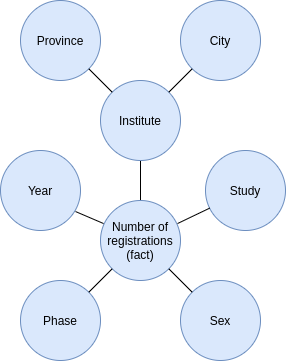 Province
City
Institute
Year
Study
Number of
registrations
(fact)
Phase
Sex